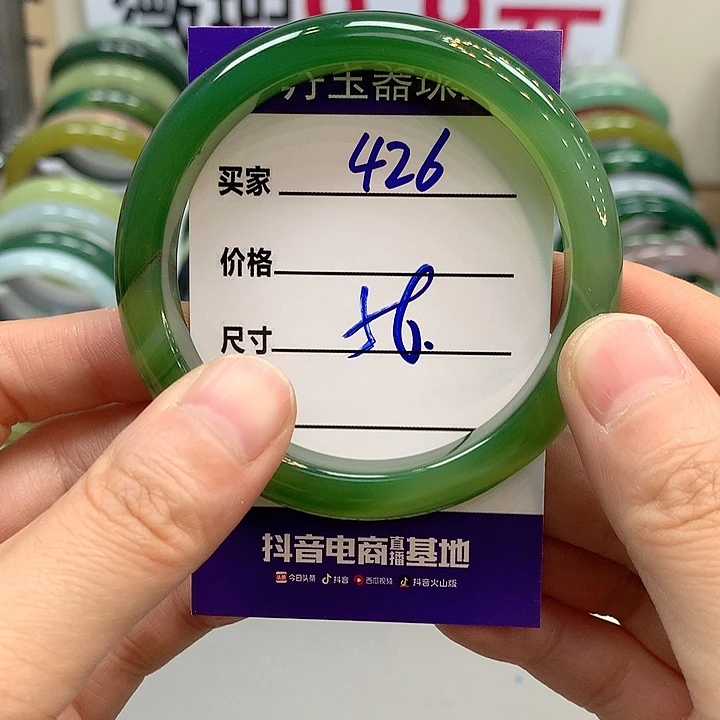 玉器珠
买家 426
价格
尺寸 56.
抖音电商直播基地
今日头条 抖音 西瓜视频 抖音火山版